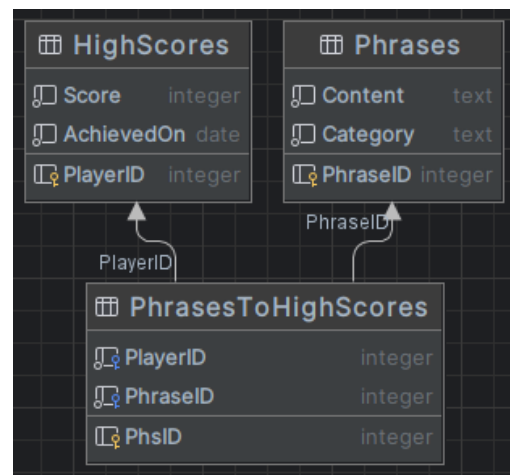 HighScores
Score integer
AchievedOn date
PlayerID integer
Phrases
Content text
Category text
PhraseID integer
PlayerID
PhraseID
PhrasesToHighScores
PlayerID integer
PhraseID integer
PhsID integer